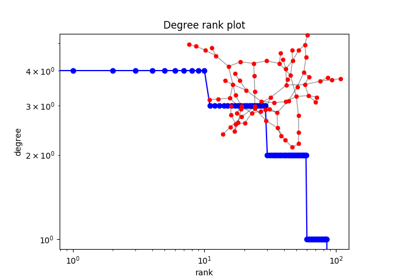 Degree rank plot
degree
4 × 10⁰
3 × 10⁰
2 × 10⁰
10⁰
10⁰
10¹
10²
rank